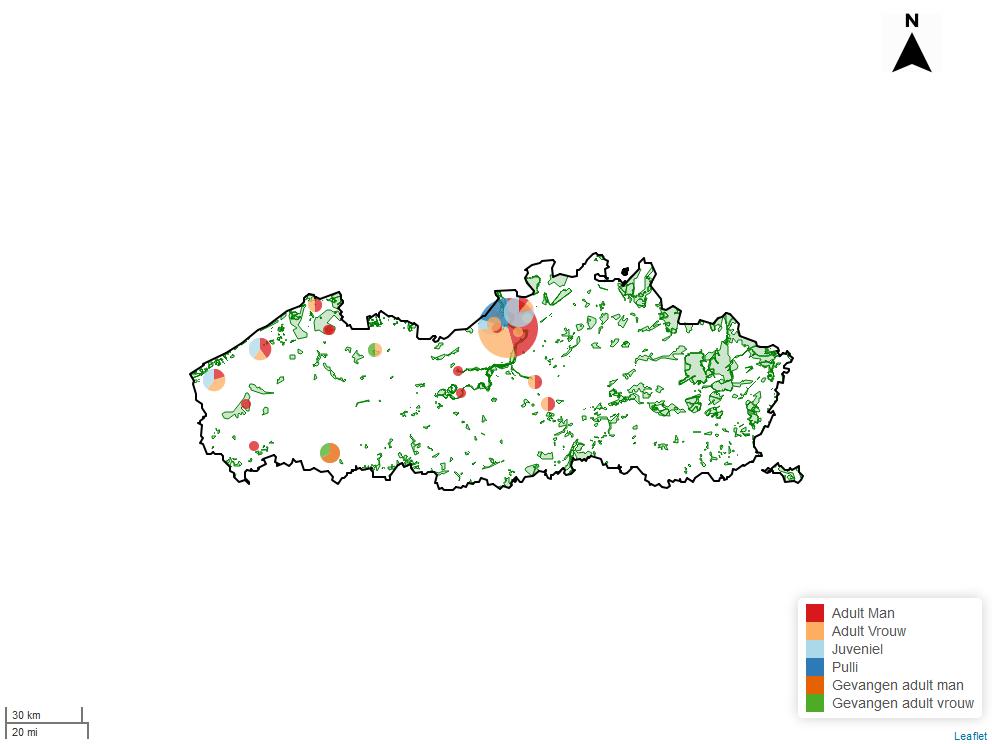 N
Adult Man
Adult Vrouw
Juveniel
Pulli
Gevangen adult man
Gevangen adult vrouw
30 km
20 mi
Leaflet